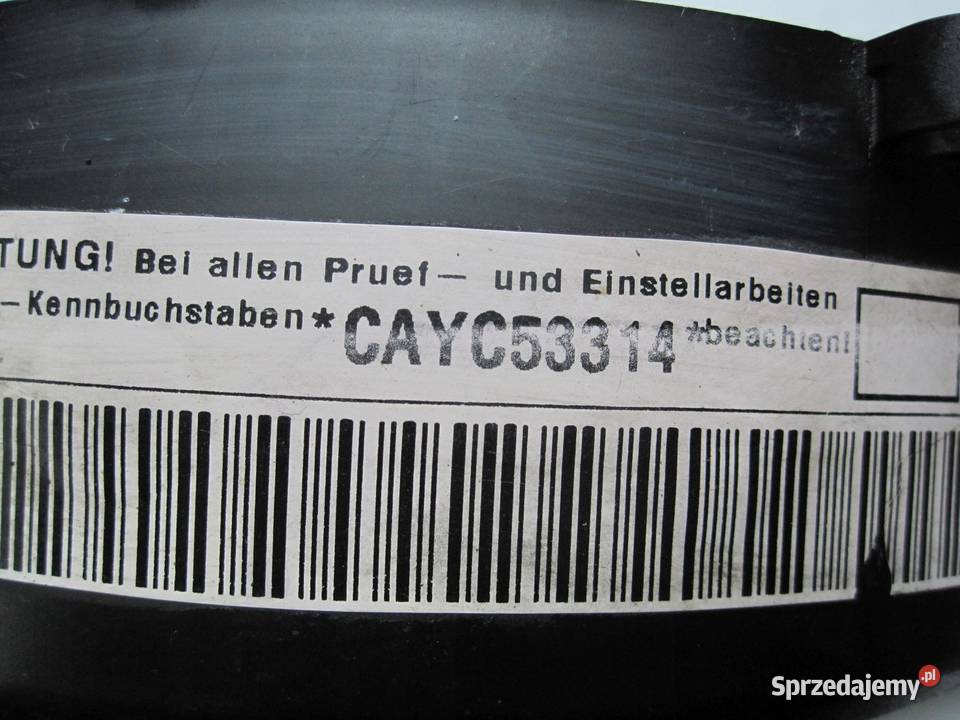 TUNG! Bei allen Pruef— und Einstellarbeiten
—Kennbuchstaben*CAYC53314*beachten!
Sprzedajemy.pl